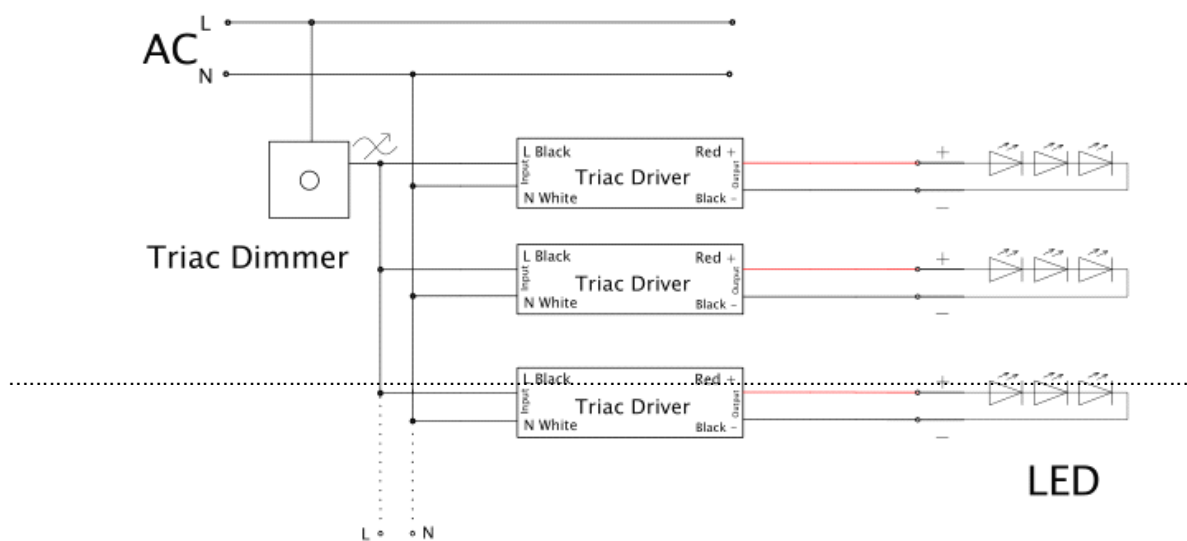 L
AC
N
L Black Red +
Input Triac Driver Output
N White Black -
Triac Dimmer
L Black Red +
Input Triac Driver Output
N White Black -
L Black Red +
Input Triac Driver Output
N White Black -
LED
L N